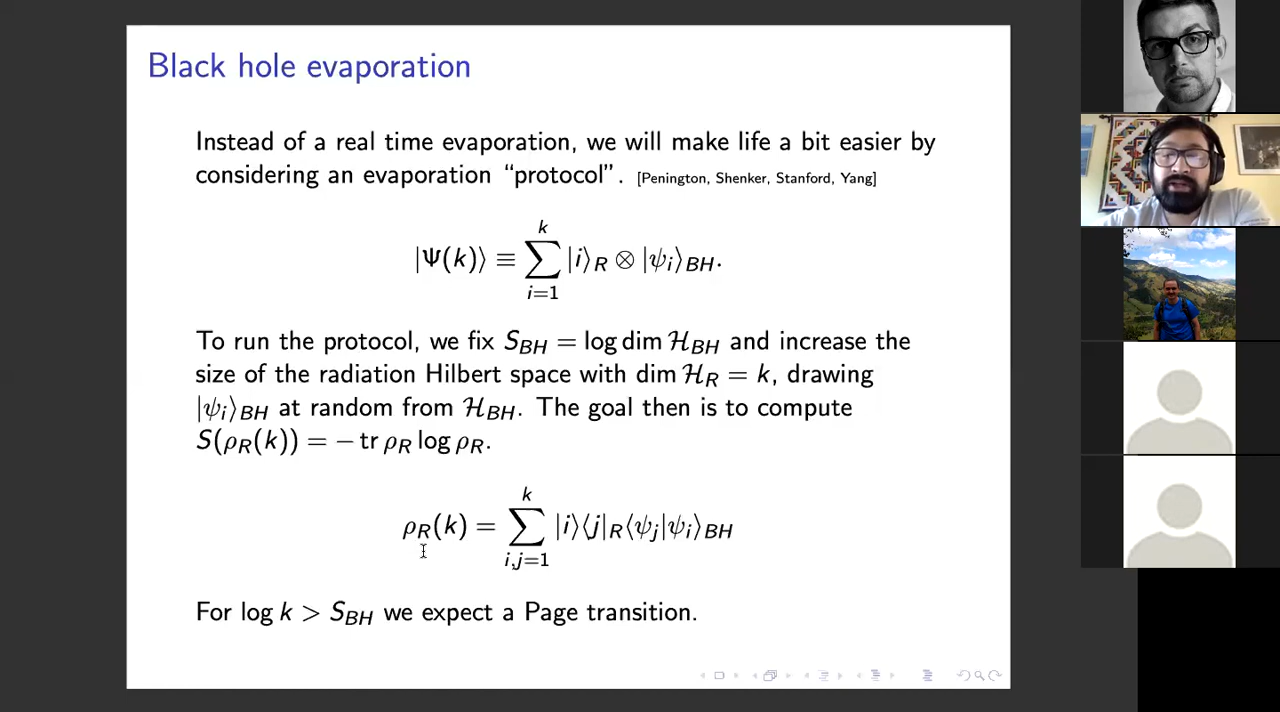 Black hole evaporation
Instead of a real time evaporation, we will make life a bit easier by
considering an evaporation “protocol”. [Penington, Shenker, Stanford, Yang]
|Ψ(k)⟩ ≡ ∑_{i=1}^{k} |i⟩_R ⊗ |ψ_i⟩_{BH}.
To run the protocol, we fix S_{BH} = log dim ℋ_{BH} and increase the
size of the radiation Hilbert space with dim ℋ_R = k, drawing
|ψ_i⟩_{BH} at random from ℋ_{BH}. The goal then is to compute
S(ρ_R(k)) = − tr ρ_R log ρ_R.
ρ_R(k) = ∑_{i,j=1}^{k} |i⟩⟨j|_R ⟨ψ_j|ψ_i⟩_{BH}
For log k > S_{BH} we expect a Page transition.